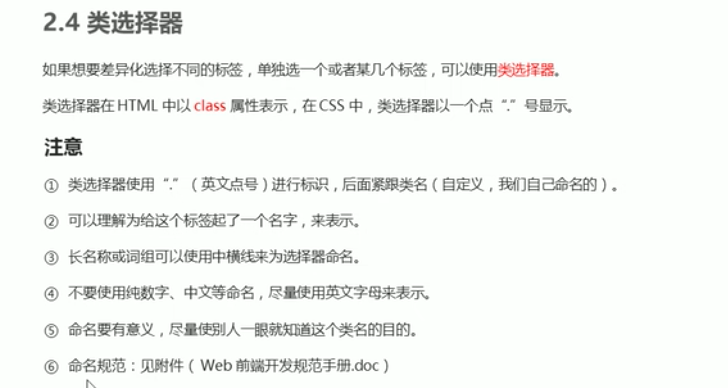 2.4 类选择器
如果想要差异化选择不同的标签，单独选一个或者某几个标签，可以使用类选择器。
类选择器在 HTML 中以 class 属性表示，在 CSS 中，类选择器以一个点“.”号显示。
注意
① 类选择器使用“.”（英文点号）进行标识，后面紧跟类名（自定义，我们自己命名的）。
② 可以理解为给这个标签起了一个名字，来表示。
③ 长名称或词组可以使用中横线来为选择器命名。
④ 不要使用纯数字、中文等命名，尽量使用英文字母来表示。
⑤ 命名要有意义，尽量使别人一眼就知道这个类名的目的。
⑥ 命名规范：见附件（ Web 前端开发规范手册.doc）